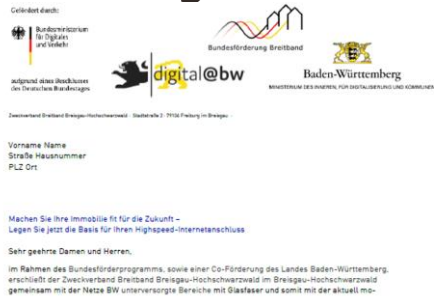 Gefördert durch:
Bundesministerium
für Digitales
und Verkehr
aufgrund eines Beschlusses
des Deutschen Bundestages
Bundesförderung Breitband
digital@bw
Baden-Württemberg
MINISTERIUM DES INNEREN, FÜR DIGITALISIERUNG UND KOMMUNEN
Zweckverband Breitband Breisgau-Hochschwarzwald · Stadtstraße 2 · 79104 Freiburg im Breisgau
Vorname Name
Straße Hausnummer
PLZ Ort
Machen Sie Ihre Immobilie fit für die Zukunft –
Legen Sie jetzt die Basis für Ihren Highspeed-Internetanschluss
Sehr geehrte Damen und Herren,
im Rahmen des Bundesförderprogramms, sowie einer Co-Förderung des Landes Baden-Württemberg,
erschließt der Zweckverband Breitband Breisgau-Hochschwarzwald im Breisgau-Hochschwarzwald
gemeinsam mit der Netze BW unterversorgte Bereiche mit Glasfaser und somit mit der aktuell mo-